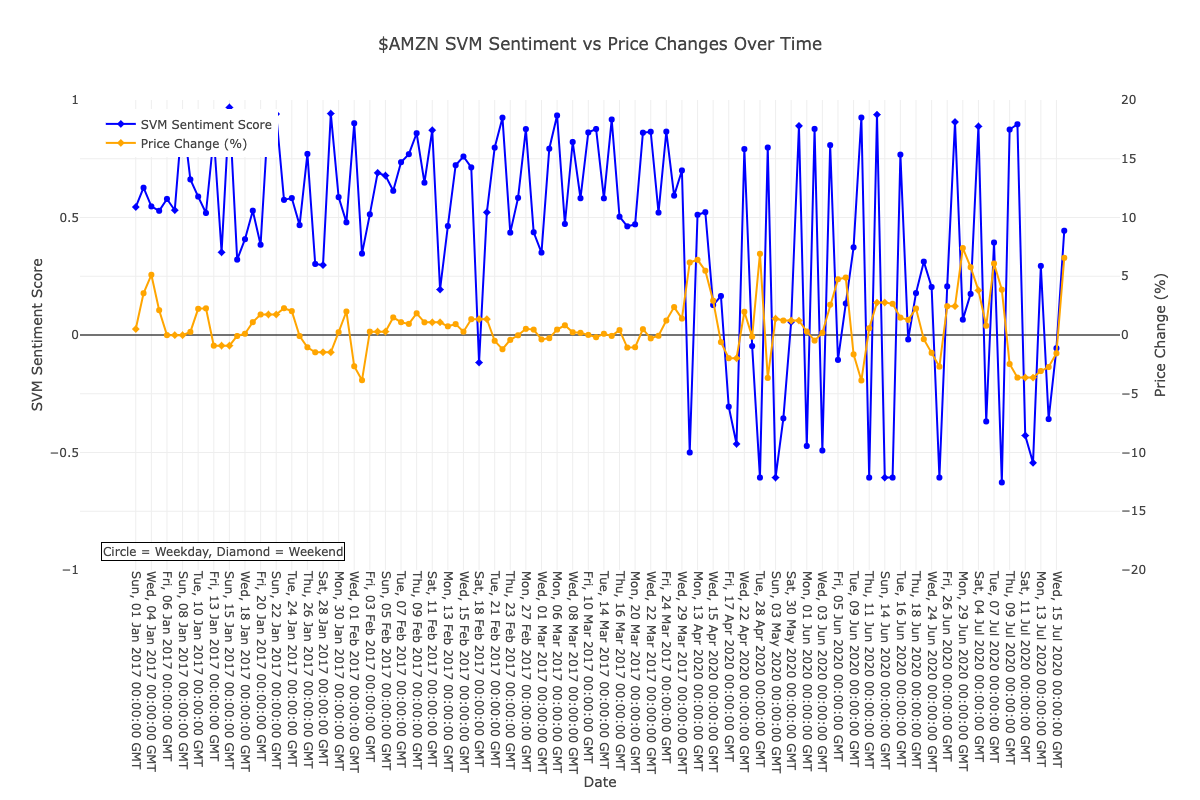 $AMZN SVM Sentiment vs Price Changes Over Time
SVM Sentiment Score
Price Change (%)
1
0.5
0
−0.5
−1
SVM Sentiment Score
20
15
10
5
0
−5
−10
−15
−20
Price Change (%)
Circle = Weekday, Diamond = Weekend
Sun, 01 Jan 2017 00:00:00 GMT
Wed, 04 Jan 2017 00:00:00 GMT
Fri, 06 Jan 2017 00:00:00 GMT
Sun, 08 Jan 2017 00:00:00 GMT
Tue, 10 Jan 2017 00:00:00 GMT
Fri, 13 Jan 2017 00:00:00 GMT
Sun, 15 Jan 2017 00:00:00 GMT
Wed, 18 Jan 2017 00:00:00 GMT
Fri, 20 Jan 2017 00:00:00 GMT
Sun, 22 Jan 2017 00:00:00 GMT
Tue, 24 Jan 2017 00:00:00 GMT
Thu, 26 Jan 2017 00:00:00 GMT
Sat, 28 Jan 2017 00:00:00 GMT
Mon, 30 Jan 2017 00:00:00 GMT
Wed, 01 Feb 2017 00:00:00 GMT
Fri, 03 Feb 2017 00:00:00 GMT
Sun, 05 Feb 2017 00:00:00 GMT
Tue, 07 Feb 2017 00:00:00 GMT
Thu, 09 Feb 2017 00:00:00 GMT
Sat, 11 Feb 2017 00:00:00 GMT
Mon, 13 Feb 2017 00:00:00 GMT
Wed, 15 Feb 2017 00:00:00 GMT
Sat, 18 Feb 2017 00:00:00 GMT
Tue, 21 Feb 2017 00:00:00 GMT
Thu, 23 Feb 2017 00:00:00 GMT
Mon, 27 Feb 2017 00:00:00 GMT
Wed, 01 Mar 2017 00:00:00 GMT
Mon, 06 Mar 2017 00:00:00 GMT
Wed, 08 Mar 2017 00:00:00 GMT
Fri, 10 Mar 2017 00:00:00 GMT
Tue, 14 Mar 2017 00:00:00 GMT
Thu, 16 Mar 2017 00:00:00 GMT
Mon, 20 Mar 2017 00:00:00 GMT
Wed, 22 Mar 2017 00:00:00 GMT
Fri, 24 Mar 2017 00:00:00 GMT
Wed, 29 Mar 2017 00:00:00 GMT
Mon, 13 Apr 2020 00:00:00 GMT
Wed, 15 Apr 2020 00:00:00 GMT
Fri, 17 Apr 2020 00:00:00 GMT
Wed, 22 Apr 2020 00:00:00 GMT
Tue, 28 Apr 2020 00:00:00 GMT
Sun, 03 May 2020 00:00:00 GMT
Sat, 30 May 2020 00:00:00 GMT
Mon, 01 Jun 2020 00:00:00 GMT
Wed, 03 Jun 2020 00:00:00 GMT
Fri, 05 Jun 2020 00:00:00 GMT
Tue, 09 Jun 2020 00:00:00 GMT
Thu, 11 Jun 2020 00:00:00 GMT
Sun, 14 Jun 2020 00:00:00 GMT
Tue, 16 Jun 2020 00:00:00 GMT
Thu, 18 Jun 2020 00:00:00 GMT
Wed, 24 Jun 2020 00:00:00 GMT
Fri, 26 Jun 2020 00:00:00 GMT
Mon, 29 Jun 2020 00:00:00 GMT
Sat, 04 Jul 2020 00:00:00 GMT
Tue, 07 Jul 2020 00:00:00 GMT
Thu, 09 Jul 2020 00:00:00 GMT
Sat, 11 Jul 2020 00:00:00 GMT
Mon, 13 Jul 2020 00:00:00 GMT
Wed, 15 Jul 2020 00:00:00 GMT
Date